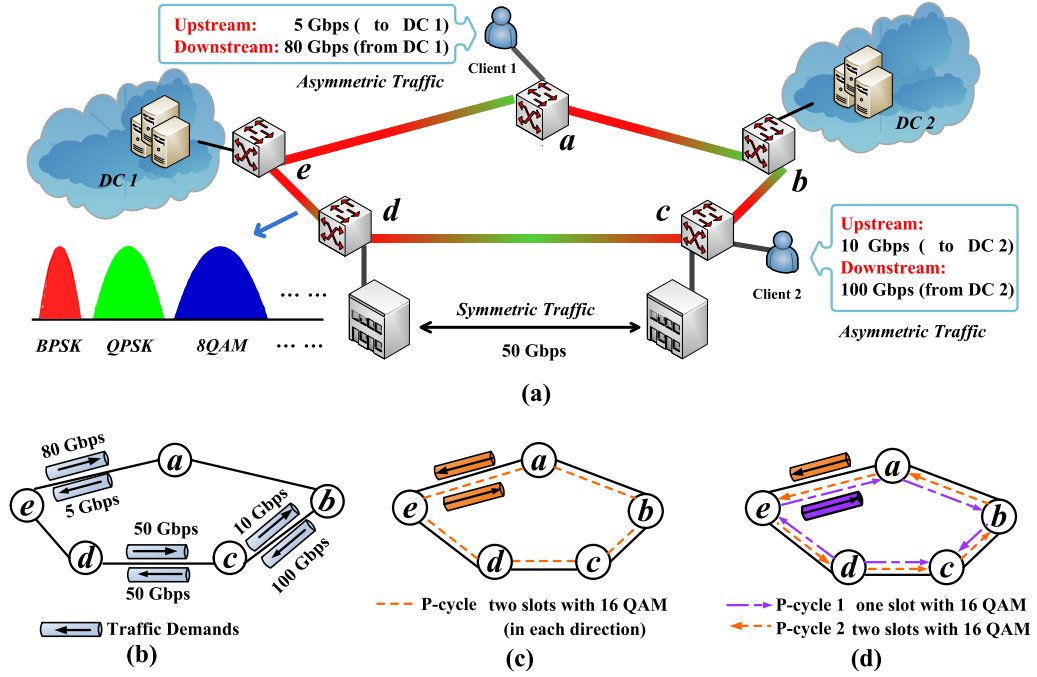 Upstream: 5 Gbps ( to DC 1)
Downstream: 80 Gbps (from DC 1)
Asymmetric Traffic
Client 1
a
DC 2
b
DC 1
e
d
c
Upstream:
10 Gbps ( to DC 2)
Downstream:
100 Gbps (from DC 2)
Client 2
Asymmetric Traffic
BPSK QPSK 8QAM ... ...
... ...
Symmetric Traffic
50 Gbps
(a)
80 Gbps
5 Gbps
a
b
e
d
c
50 Gbps
50 Gbps
10 Gbps
100 Gbps
Traffic Demands
(b)
a
b
e
d
c
P-cycle two slots with 16 QAM
(in each direction)
(c)
a
b
e
d
c
P-cycle 1 one slot with 16 QAM
P-cycle 2 two slots with 16 QAM
(d)